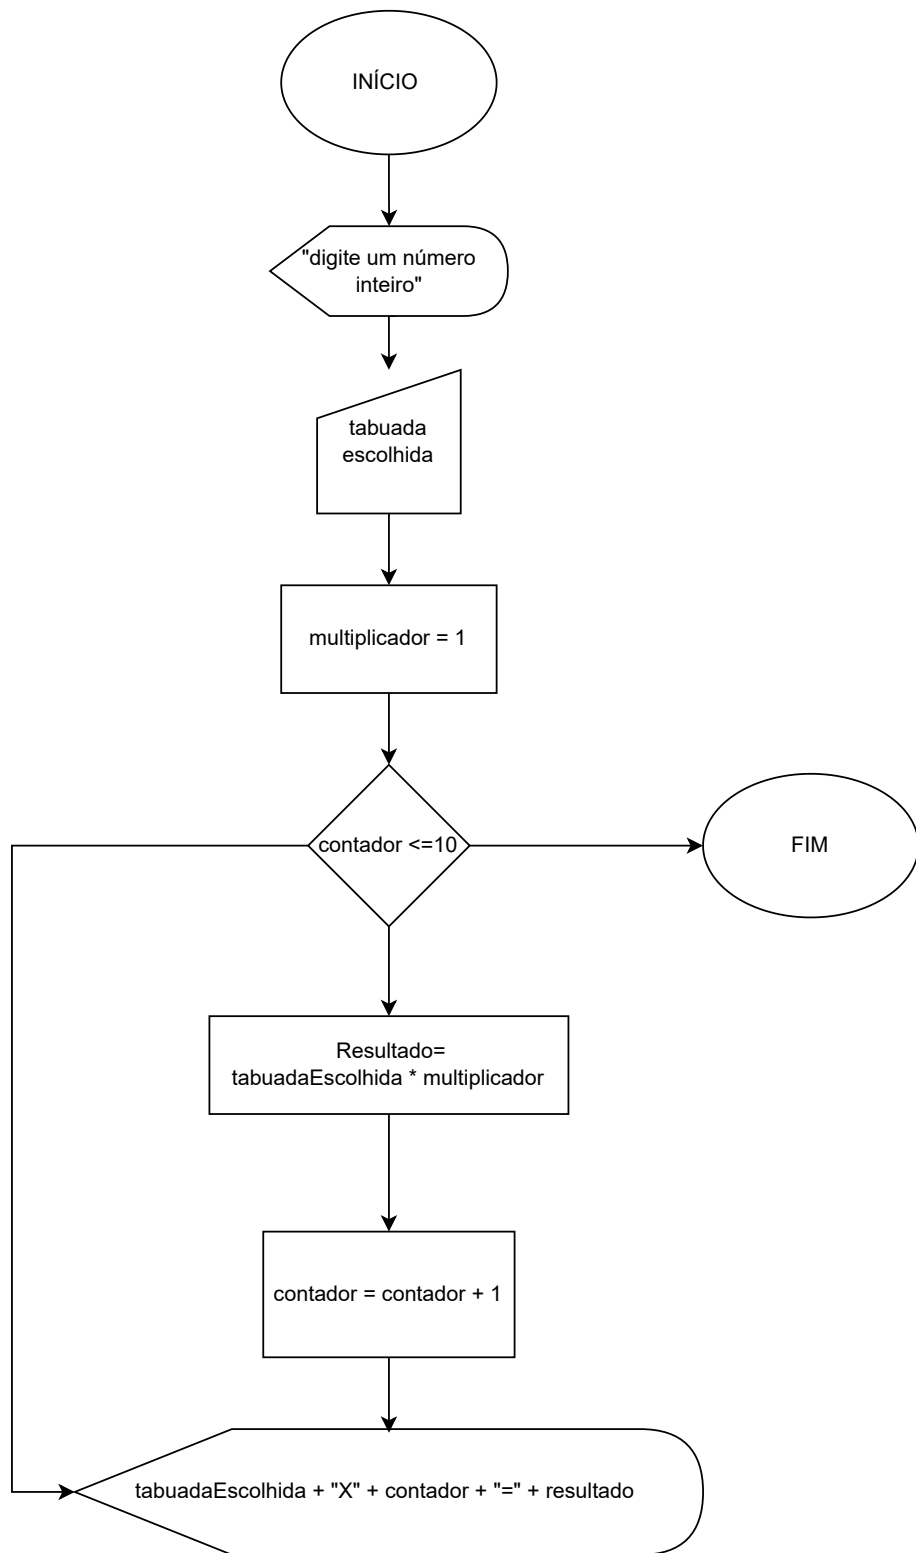 INÍCIO
"digite um número
inteiro"
tabuada
escolhida
multiplicador = 1
contador <=10
FIM
Resultado=
tabuadaEscolhida * multiplicador
contador = contador + 1
tabuadaEscolhida + "X" + contador + "=" + resultado